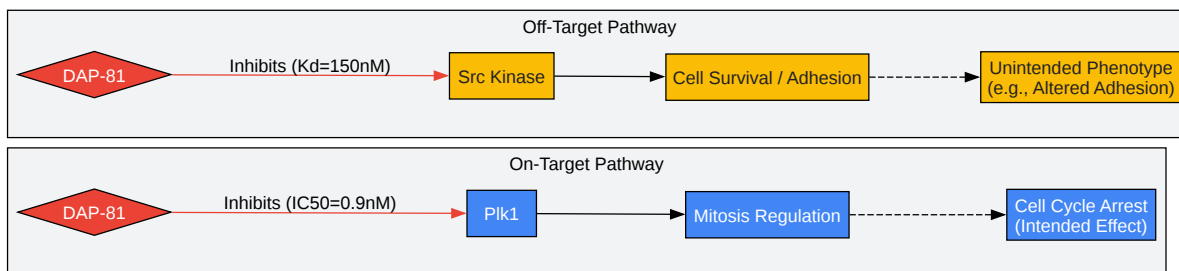 Off-Target Pathway
DAP-81
Inhibits (Kd=150nM)
Src Kinase
Cell Survival / Adhesion
Unintended Phenotype
(e.g., Altered Adhesion)
On-Target Pathway
DAP-81
Inhibits (IC50=0.9nM)
Plk1
Mitosis Regulation
Cell Cycle Arrest
(Intended Effect)